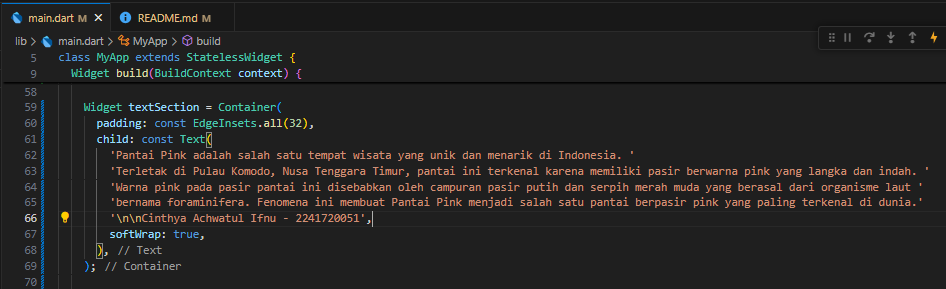 main.dart M ✕ README.md M
lib > main.dart > MyApp > build
5 class MyApp extends StatelessWidget {
9 Widget build(BuildContext context) {
58
59 Widget textSection = Container(
60 padding: const EdgeInsets.all(32),
61 child: const Text(
62 'Pantai Pink adalah salah satu tempat wisata yang unik dan menarik di Indonesia. '
63 'Terletak di Pulau Komodo, Nusa Tenggara Timur, pantai ini terkenal karena memiliki pasir berwarna pink yang langka dan indah. '
64 'Warna pink pada pasir pantai ini disebabkan oleh campuran pasir putih dan serpih merah muda yang berasal dari organisme laut '
65 'bernama foraminifera. Fenomena ini membuat Pantai Pink menjadi salah satu pantai berpasir pink yang paling terkenal di dunia.'
66 '\n\nCinthya Achwatul Ifnu - 2241720051',
67 softWrap: true,
68 ), // Text
69 ); // Container
70